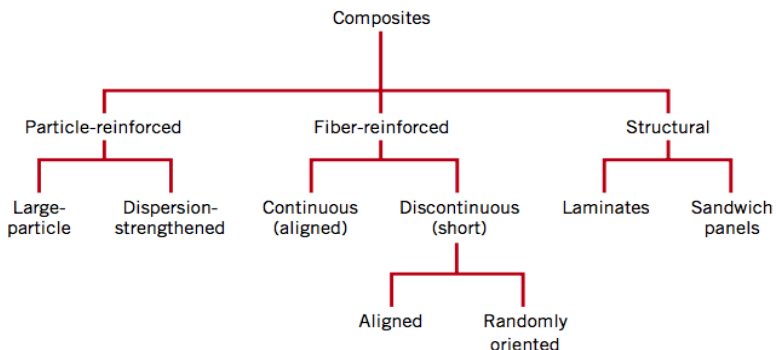 Composites
Particle-reinforced
Fiber-reinforced
Structural
Large-
particle
Dispersion-
strengthened
Continuous
(aligned)
Discontinuous
(short)
Laminates
Sandwich
panels
Aligned
Randomly
oriented